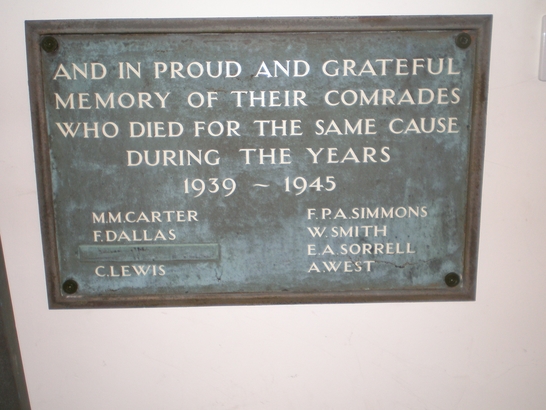 AND IN PROUD AND GRATEFUL
MEMORY OF THEIR COMRADES
WHO DIED FOR THE SAME CAUSE
DURING THE YEARS
1939 ~ 1945
M.M.CARTER
F.DALLAS
C.LEWIS
F.P.A.SIMMONS
W.SMITH
E.A.SORRELL
A.WEST